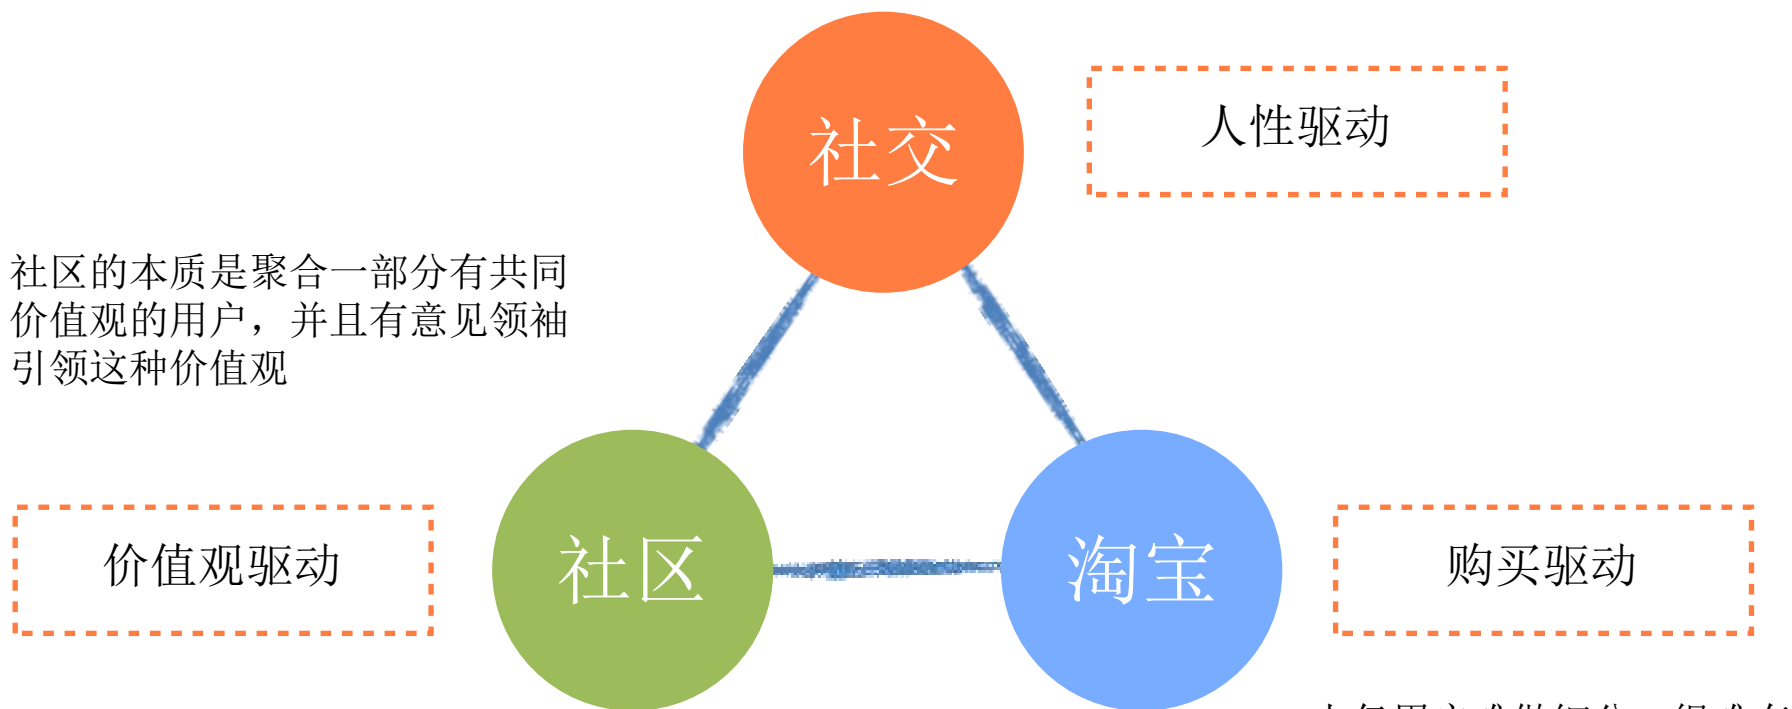 社交
人性驱动
社区的本质是聚合一部分有共同
价值观的用户，并且有意见领袖
引领这种价值观
价值观驱动
社区
淘宝
购买驱动